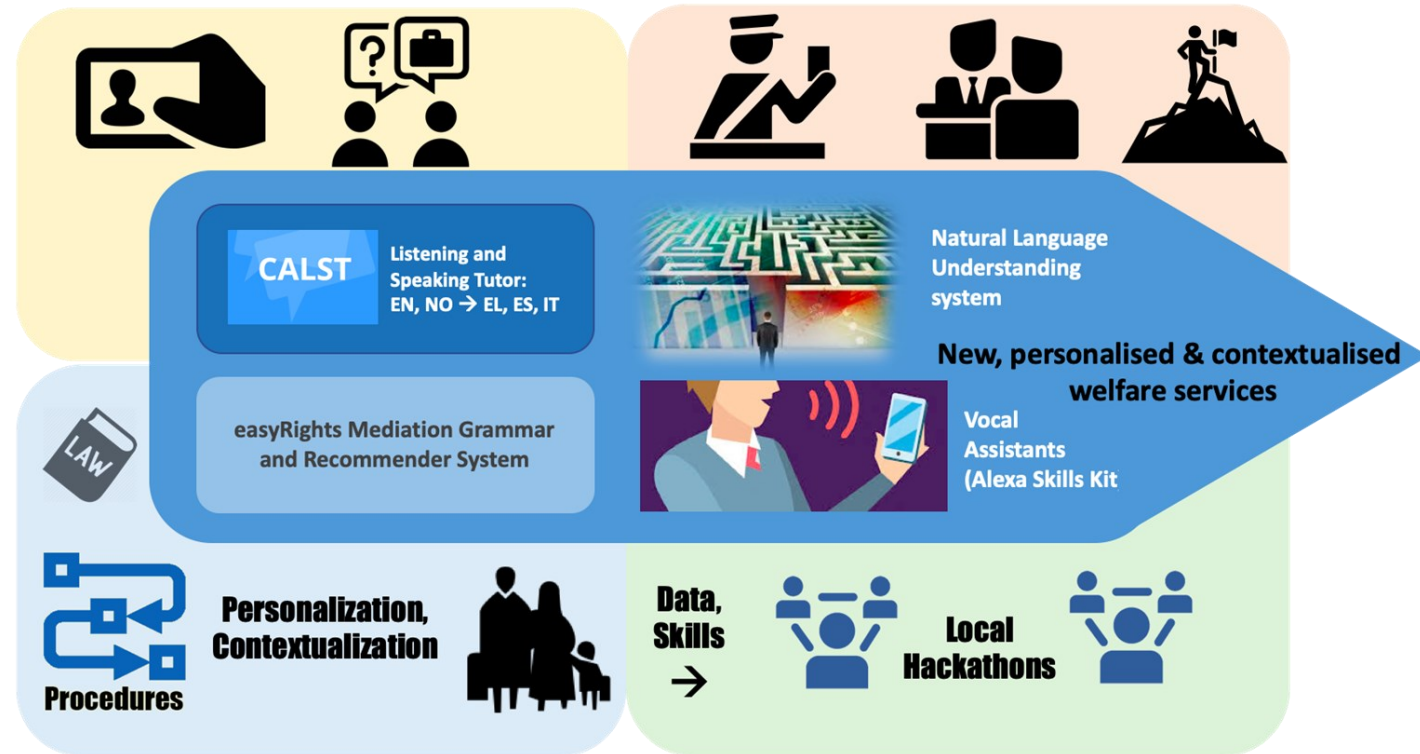 ?
CALST
Listening and
Speaking Tutor:
EN, NO → EL, ES, IT
Natural Language
Understanding
system
New, personalised & contextualised
welfare services
easyRights Mediation Grammar
and Recommender System
Vocal
Assistants
(Alexa Skills Kit
LAW
Procedures
Personalization,
Contextualization
Data,
Skills
→
Local
Hackathons